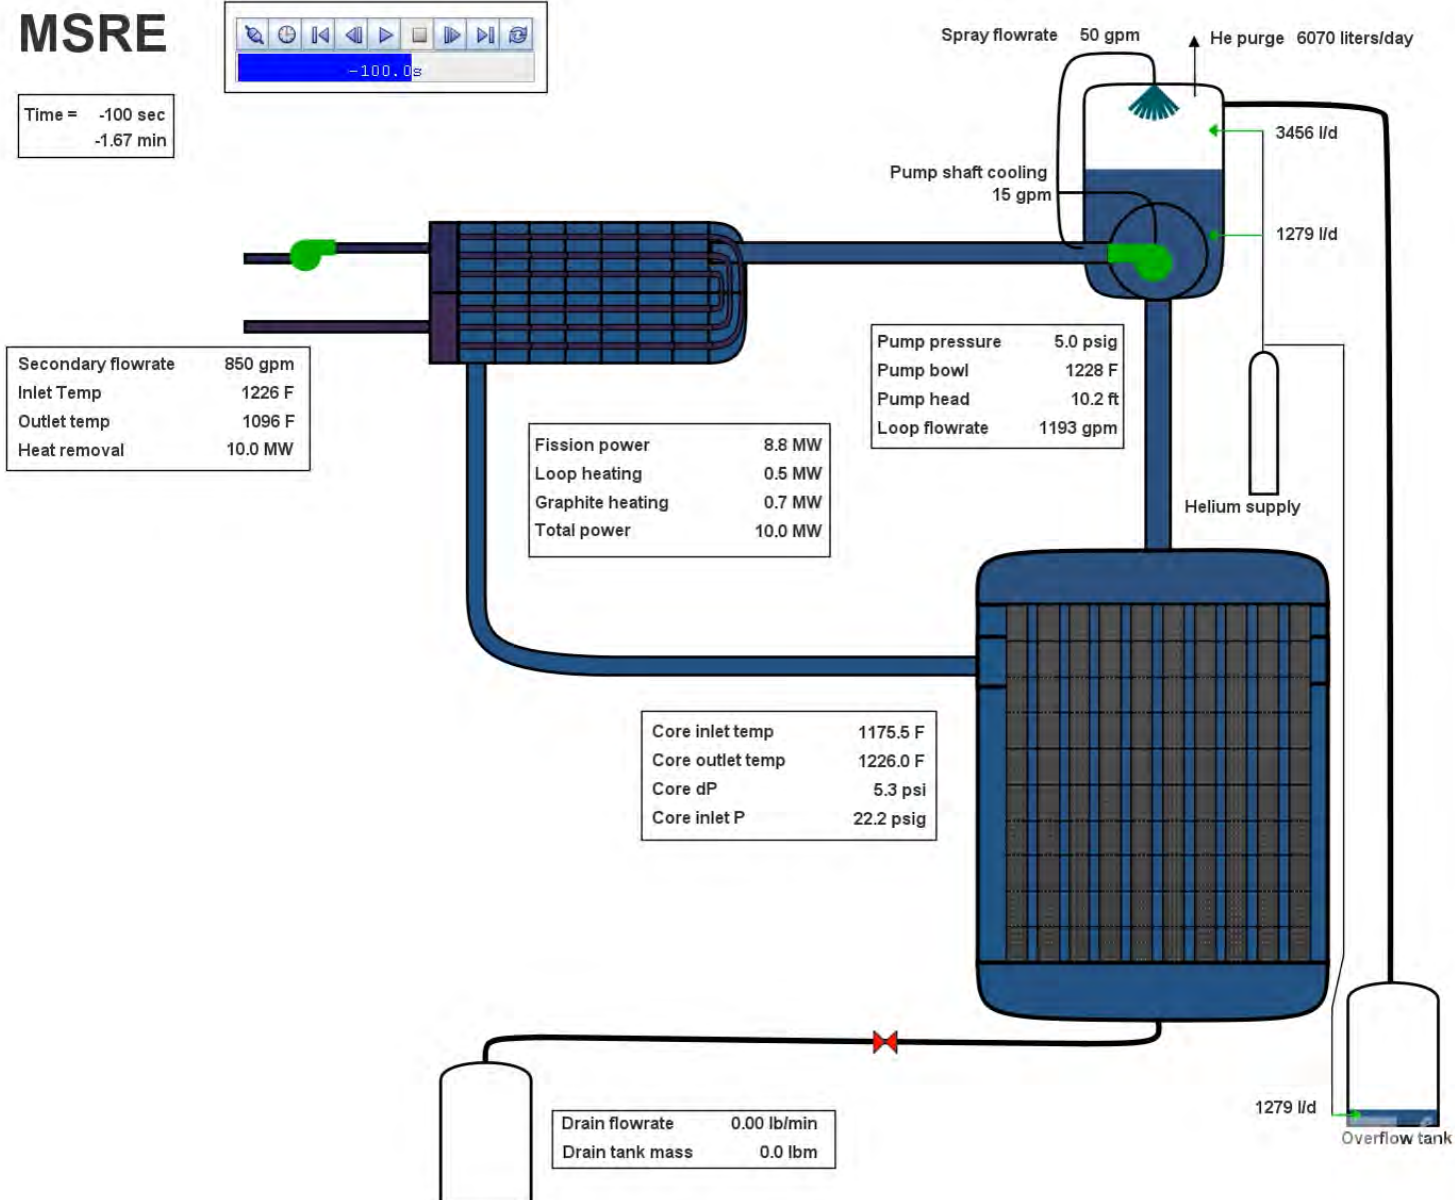 MSRE
-100.0s
Time = -100 sec
-1.67 min
Spray flowrate 50 gpm
He purge 6070 liters/day
3456 l/d
Pump shaft cooling
15 gpm
1279 l/d
Secondary flowrate 850 gpm
Inlet Temp 1226 F
Outlet temp 1096 F
Heat removal 10.0 MW
Pump pressure 5.0 psig
Pump bowl 1228 F
Pump head 10.2 ft
Loop flowrate 1193 gpm
Fission power 8.8 MW
Loop heating 0.5 MW
Graphite heating 0.7 MW
Total power 10.0 MW
Helium supply
Core inlet temp 1175.5 F
Core outlet temp 1226.0 F
Core dP 5.3 psi
Core inlet P 22.2 psig
Drain flowrate 0.00 lb/min
Drain tank mass 0.0 lbm
1279 l/d
Overflow tank